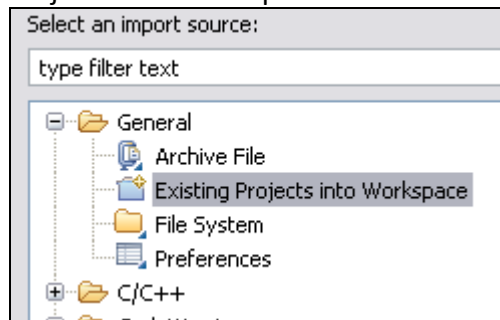 Select an import source:
type filter text
General
Archive File
Existing Projects into Workspace
File System
Preferences
C/C++